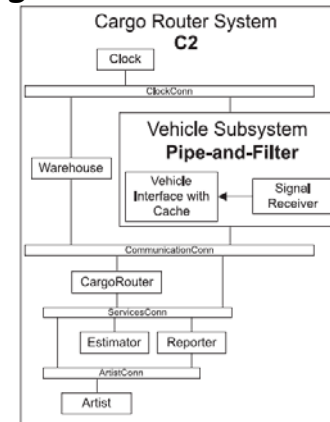 Cargo Router System
C2
Clock
ClockConn
Vehicle Subsystem
Pipe-and-Filter
Warehouse
Vehicle
Interface with
Cache
Signal
Receiver
CommunicationConn
CargoRouter
ServicesConn
Estimator
Reporter
ArtistConn
Artist